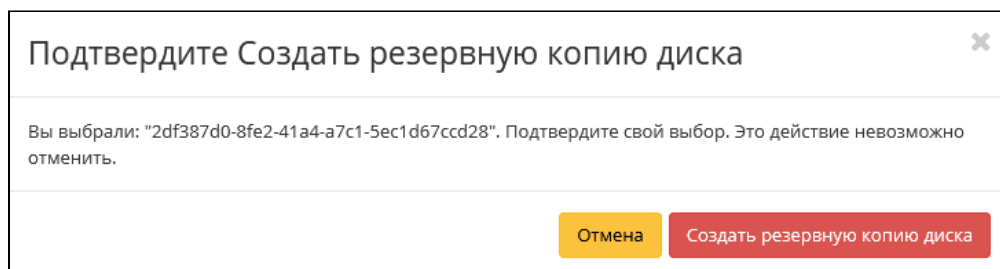 Подтвердите Создать резервную копию диска
Вы выбрали: "2df387d0-8fe2-41a4-a7c1-5ec1d67ccd28". Подтвердите свой выбор. Это действие невозможно
отменить.
Отмена
Создать резервную копию диска